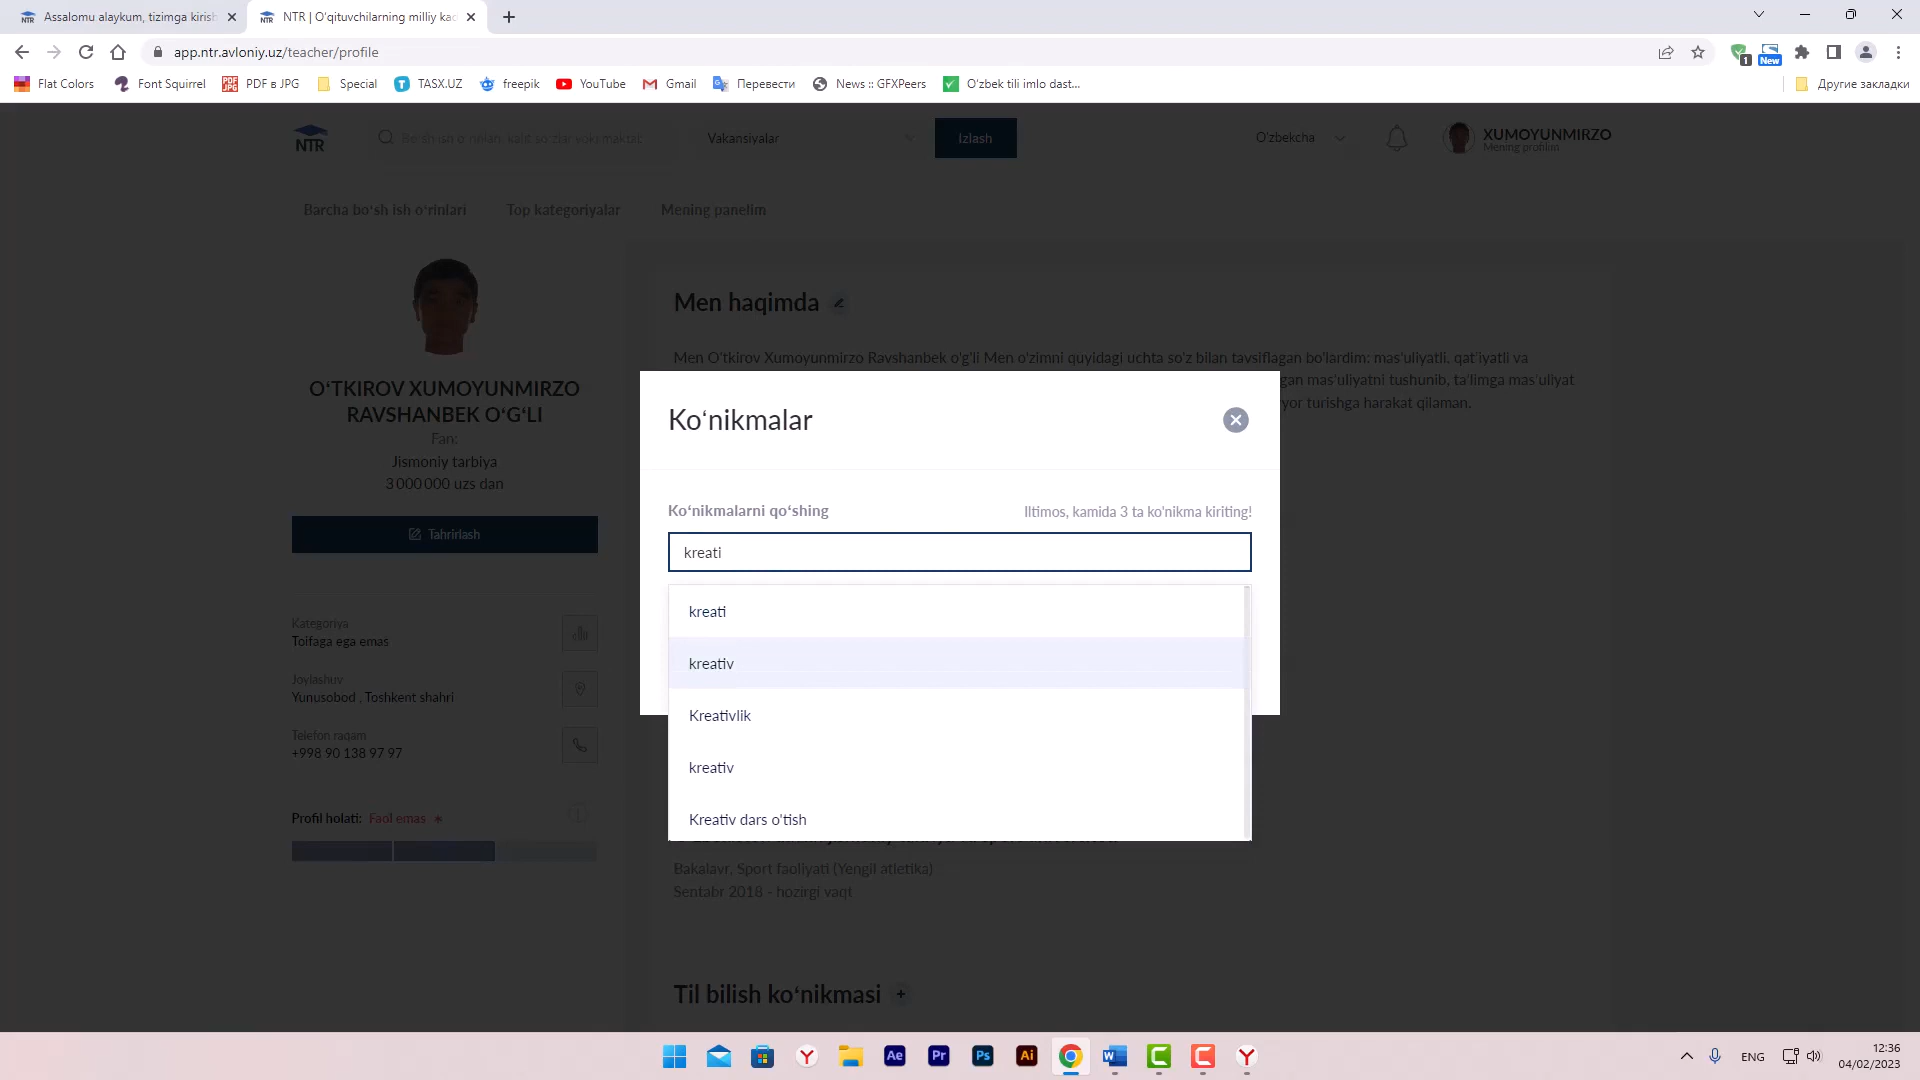 Assalomu alaykum, tizimga kirish
NTR | O'qituvchilarning milliy kad
app.ntr.avloniy.uz/teacher/profile
1
New
Flat Colors
Font Squirrel
PDF в JPG
Special
TASX.UZ
freepik
YouTube
Gmail
Перевести
News :: GFXPeers
O'zbek tili imlo dast...
Другие закладки
NTR
Vakansiyalar
Izlash
O'zbekcha
XUMOYUNMIRZO
Mening profilim
Barcha bo‘sh ish o‘rinlari
Top kategoriyalar
Mening panelim
O‘TKIROV XUMOYUNMIRZO
RAVSHANBEK O‘G‘LI
Fan:
Jismoniy tarbiya
3 000 000 uzs dan
Tahrirlash
Kategoriya
Toifaga ega emas
Joylashuv
Yunusobod , Toshkent shahri
Telefon raqam
+998 90 138 97 97
Profil holati: Faol emas *
Men haqimda
Men O'tkirov Xumoyunmirzo Ravshanbek o'g'li Men o'zimni quyidagi uchta so'z bilan tavsiflagan bo'lardim: mas'uliyatli, qat'iyatli va
gan mas'uliyatni tushunib, ta'limga mas'uliyat
yor turishga harakat qilaman.
Ko‘nikmalar
Ko‘nikmalarni qo‘shing
Iltimos, kamida 3 ta ko'nikma kiriting!
kreati
kreati
kreativ
Kreativlik
kreativ
Kreativ dars o'tish
Bakalavr, Sport faoliyati (Yengil atletika)
Sentabr 2018 - hozirgi vaqt
Til bilish ko‘nikmasi +
Ae
Pr
Ps
Ai
ENG
12:36
04/02/2023